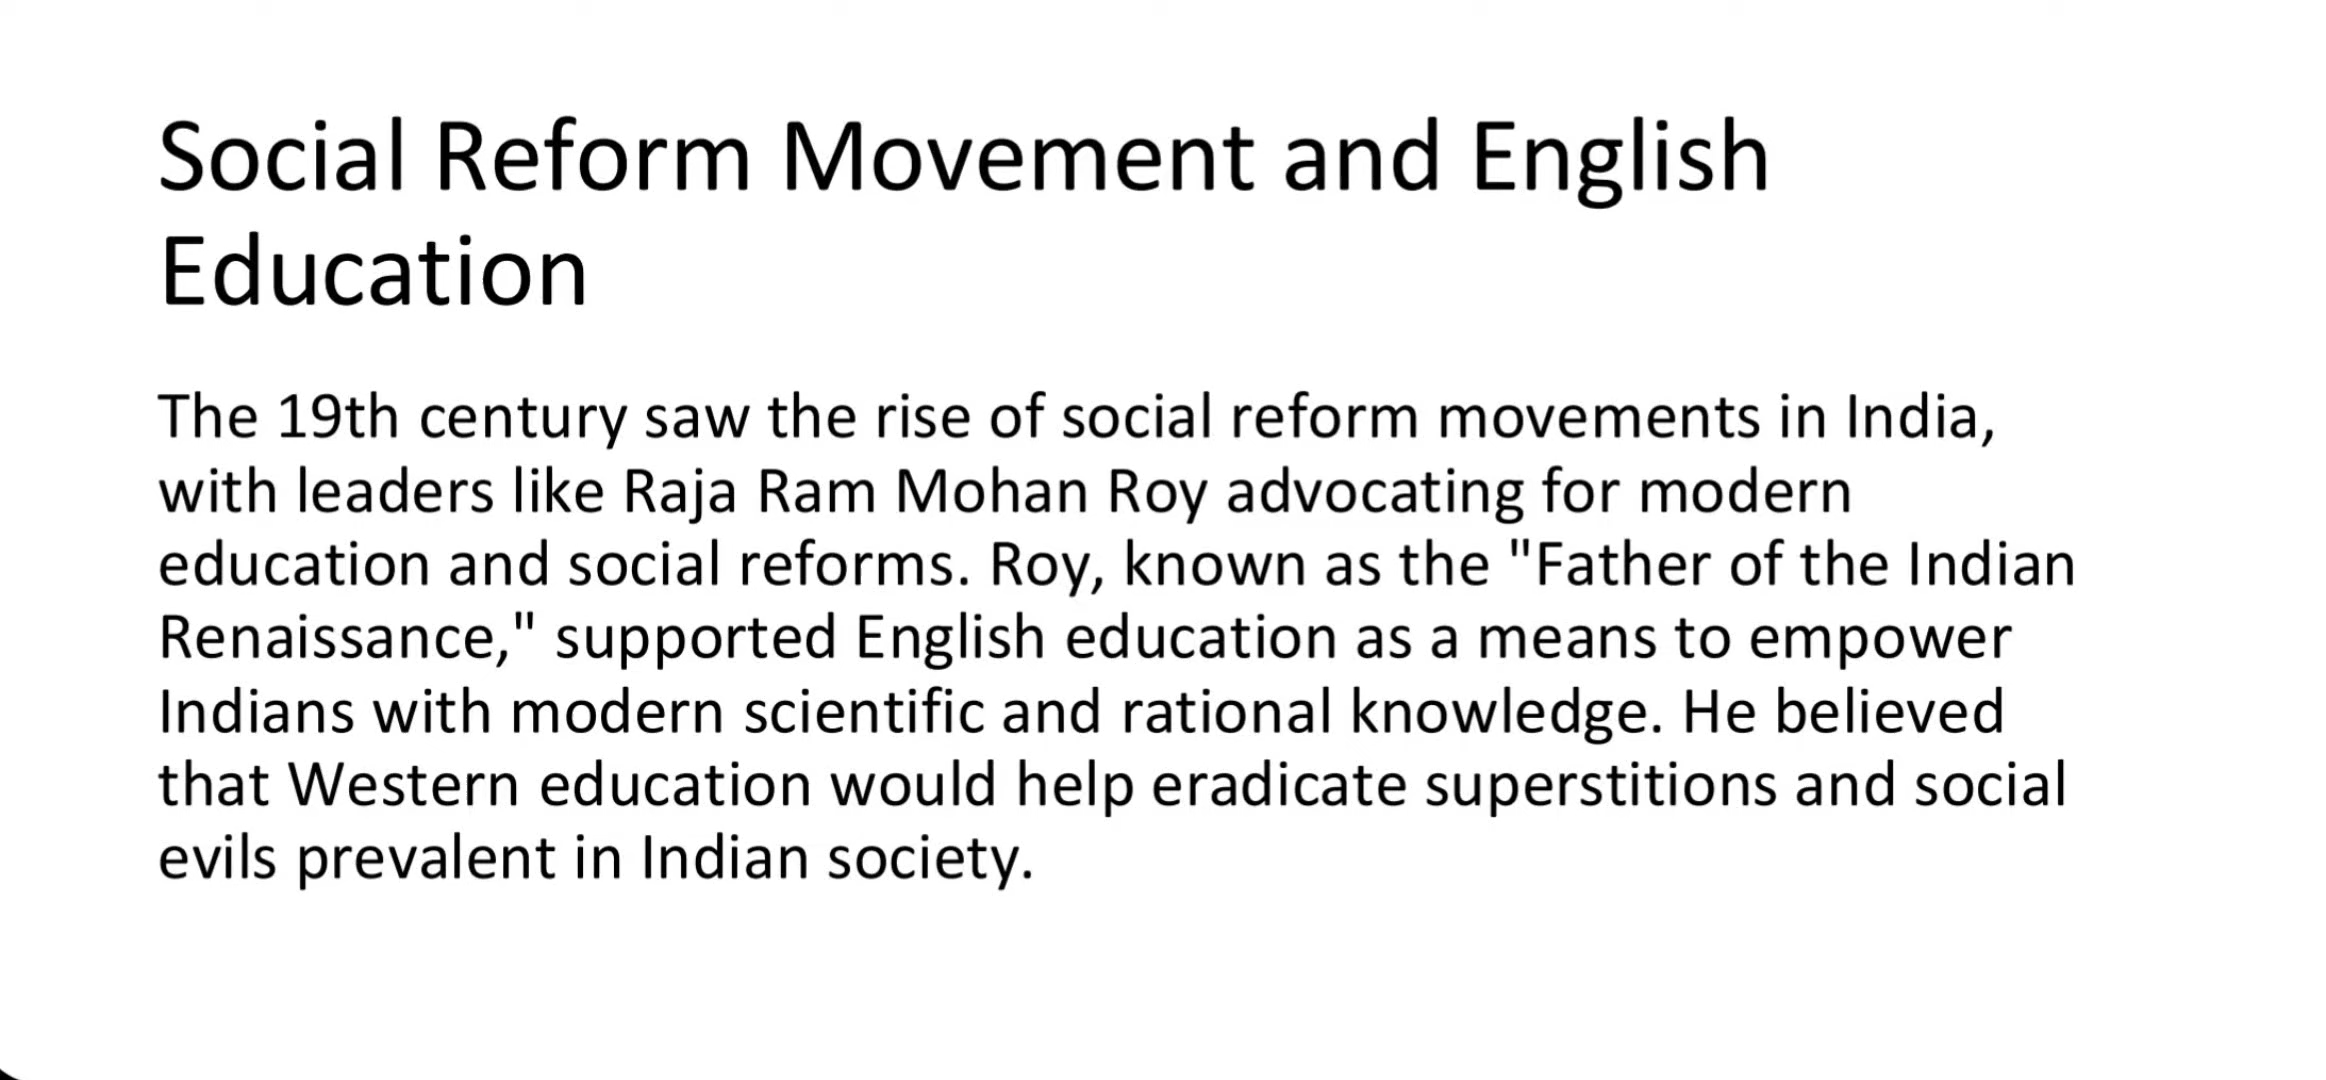 Social Reform Movement and English
Education
The 19th century saw the rise of social reform movements in India,
with leaders like Raja Ram Mohan Roy advocating for modern
education and social reforms. Roy, known as the "Father of the Indian
Renaissance," supported English education as a means to empower
Indians with modern scientific and rational knowledge. He believed
that Western education would help eradicate superstitions and social
evils prevalent in Indian society.